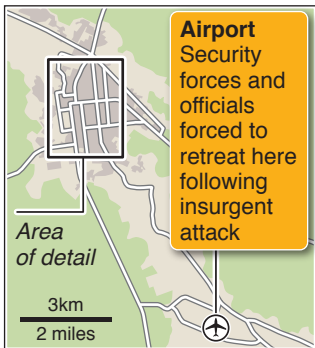 Airport
Security
forces and
officials
forced to
retreat here
following
insurgent
attack
Area
of detail
3km
2 miles